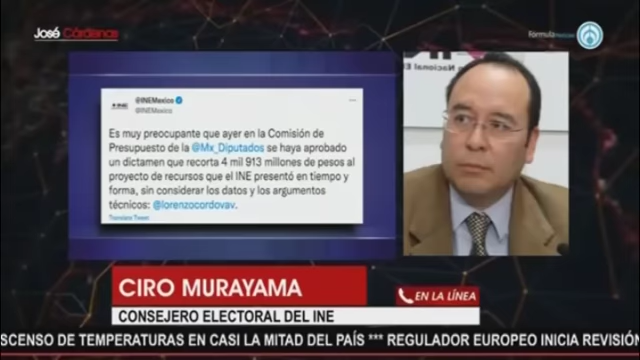 José Cárdenas
Fórmula
@INEMexico
@INEMexico
Es muy preocupante que ayer en la Comisión de
Presupuesto de la @Mx_Diputados se haya aprobado
un dictamen que recorta 4 mil 913 millones de pesos al
proyecto de recursos que el INE presentó en tiempo y
forma, sin considerar los datos y los argumentos
técnicos: @lorenzocordovav.
Translate Tweet
Nacional
CIRO MURAYAMA
EN LA LÍNEA
CONSEJERO ELECTORAL DEL INE
SCENSO DE TEMPERATURAS EN CASI LA MITAD DEL PAÍS *** REGULADOR EUROPEO INICIA REVISIÓN